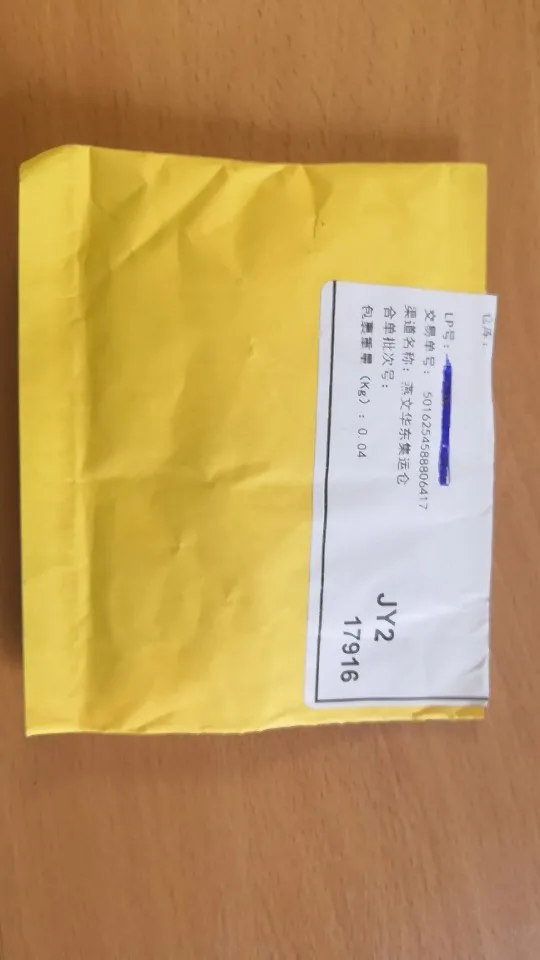 LP号：
交易单号： 5016254588806417
渠道名称：燕文华东集运仓
合单批次号：
包裹重量（Kg）：0.04
JY2
17916